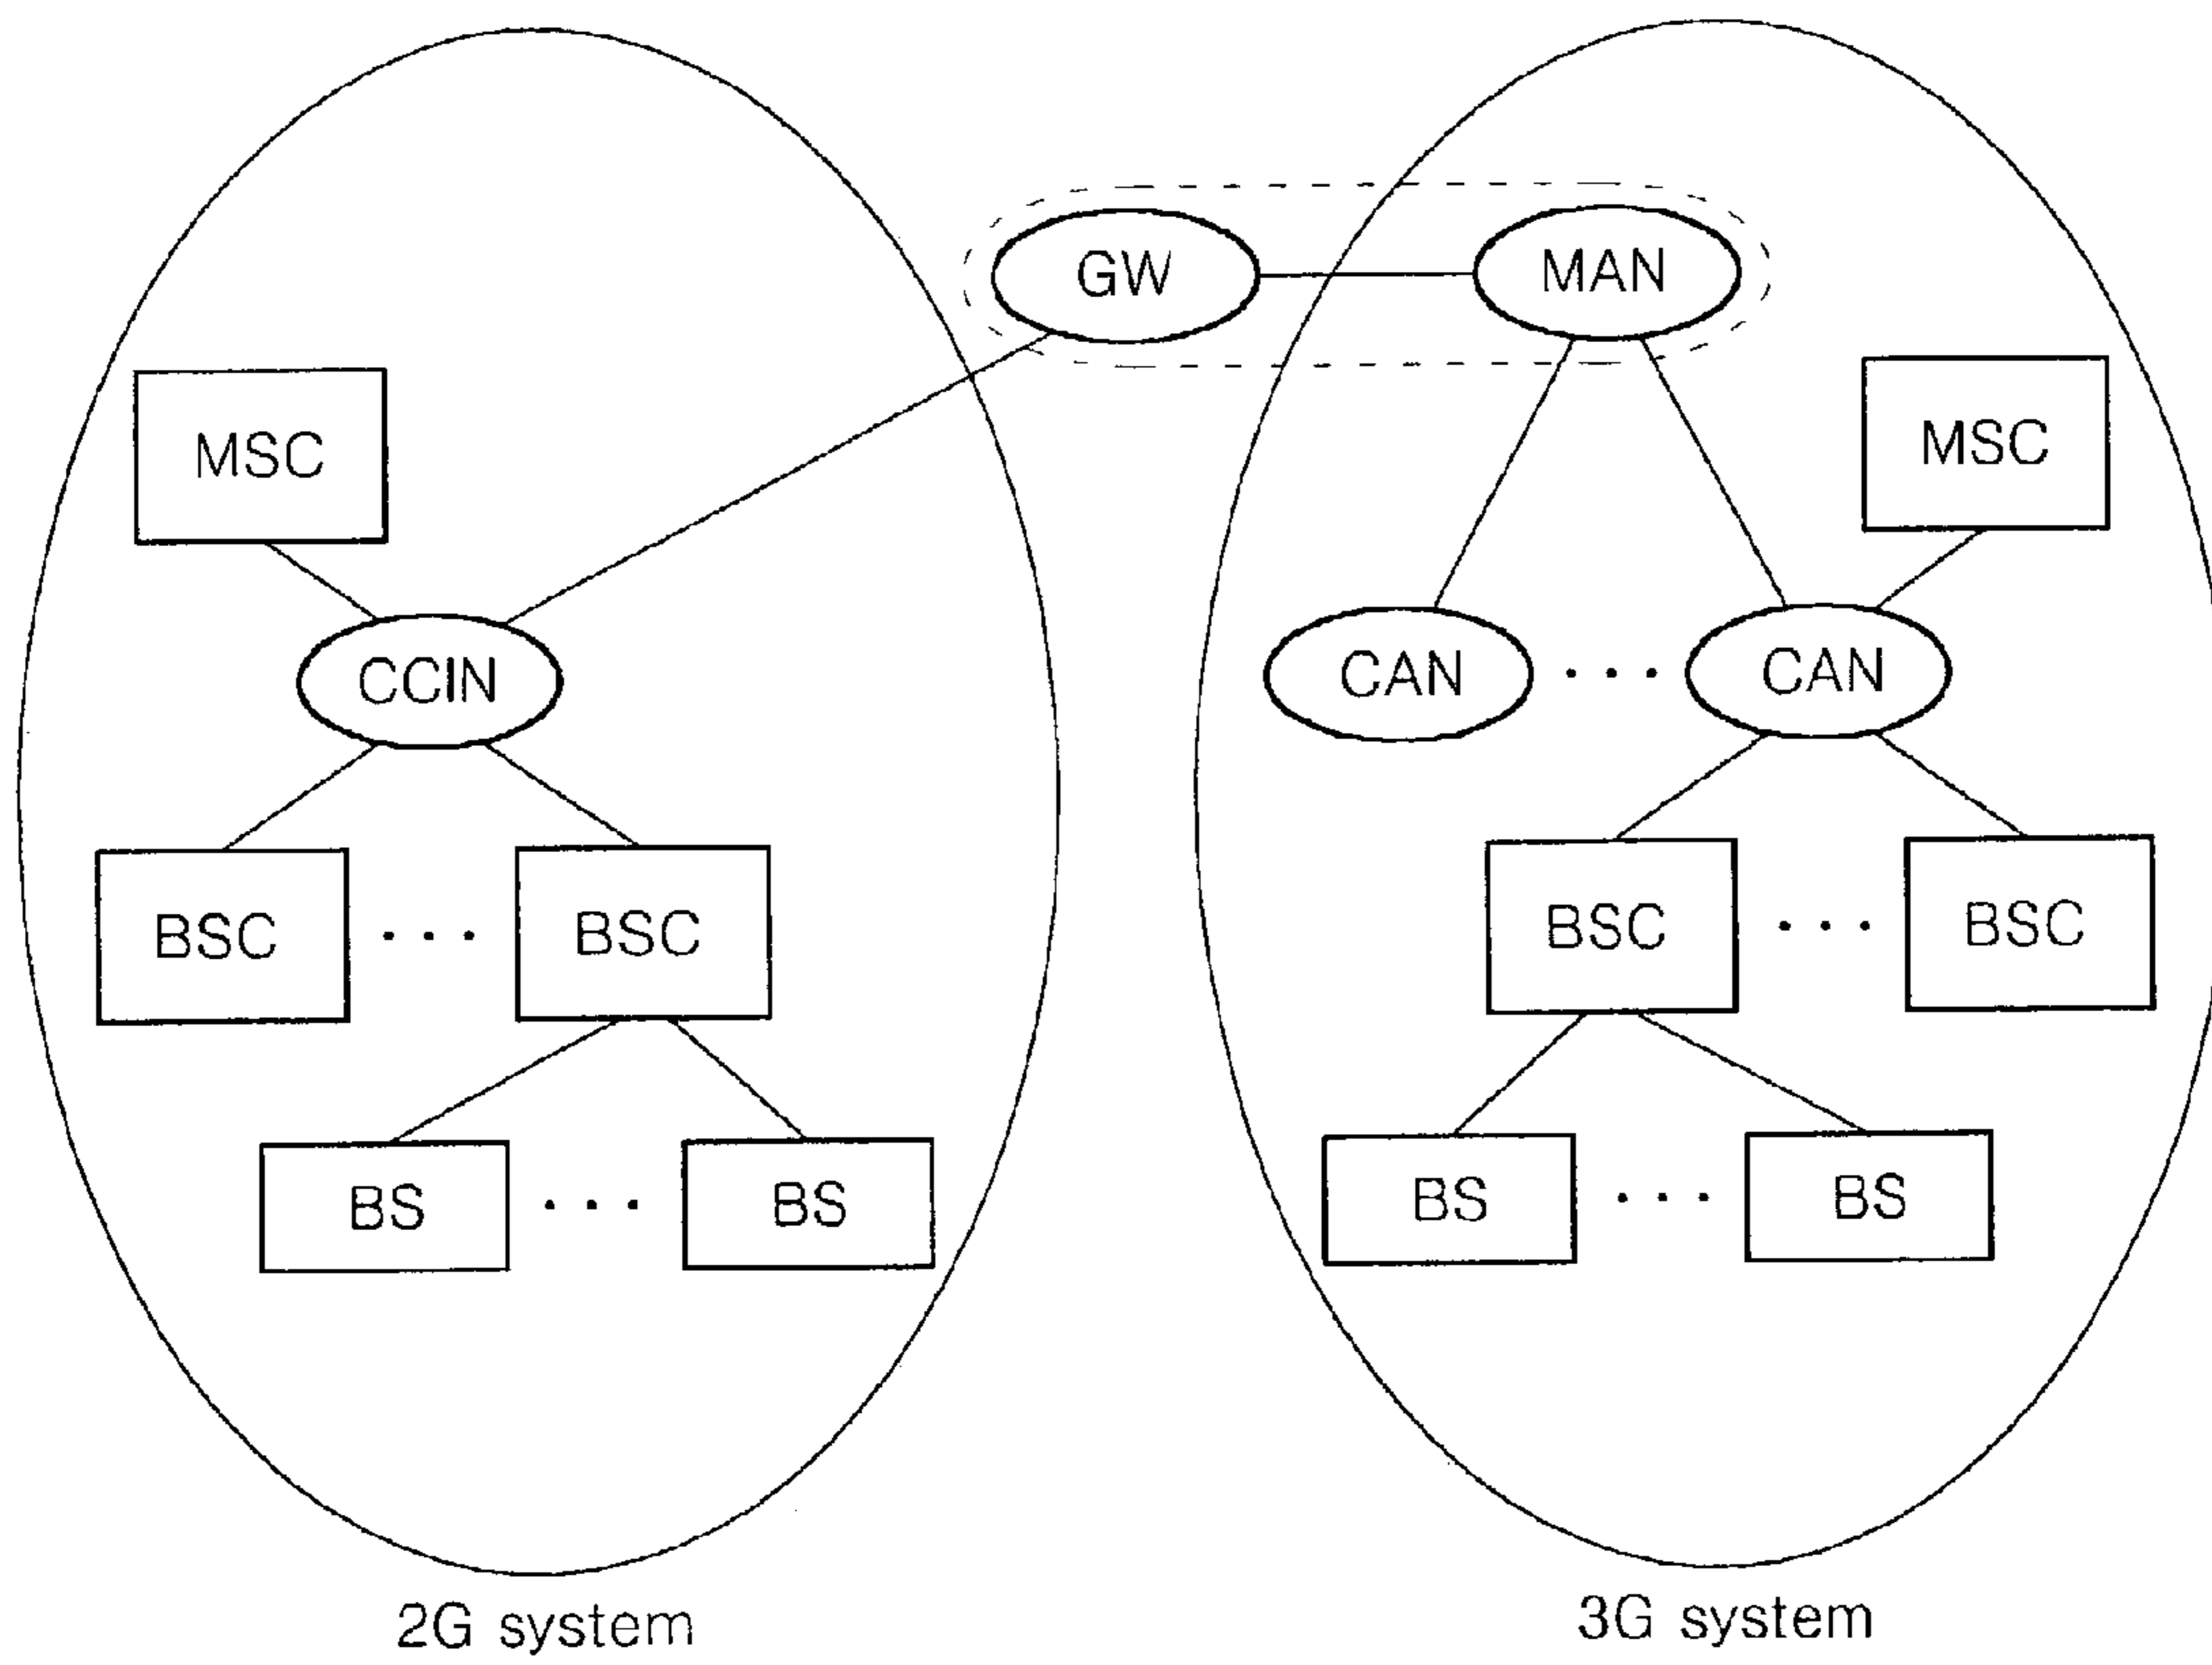 GW MAN
MSC MSC
CCIN CAN ... CAN
BSC ... BSC BSC ... BSC
BS ... BS BS ... BS
2G system 3G system